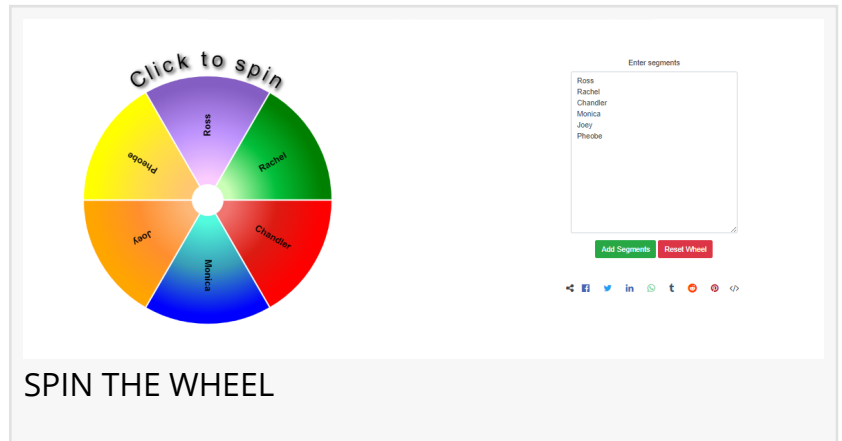 Click to spin
Ross
Rachel
Chandler
Monica
Joey
Pheobe
Enter segments
Ross
Rachel
Chandler
Monica
Joey
Pheobe
Add Segments Reset Wheel
SPIN THE WHEEL